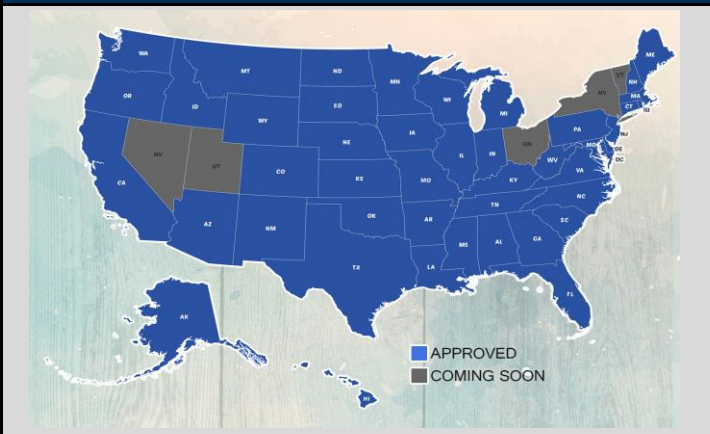 WA
MT
ND
MN
ME
OR
ID
SD
WI
MI
NY
VT
NH
MA
CT
RI
WY
IA
PA
NJ
NV
UT
NE
IL
IN
OH
MD
DE
DC
CA
CO
KS
MO
KY
WV
VA
AZ
NM
OK
AR
TN
NC
SC
TX
LA
MS
AL
GA
FL
AK
HI
APPROVED
COMING SOON